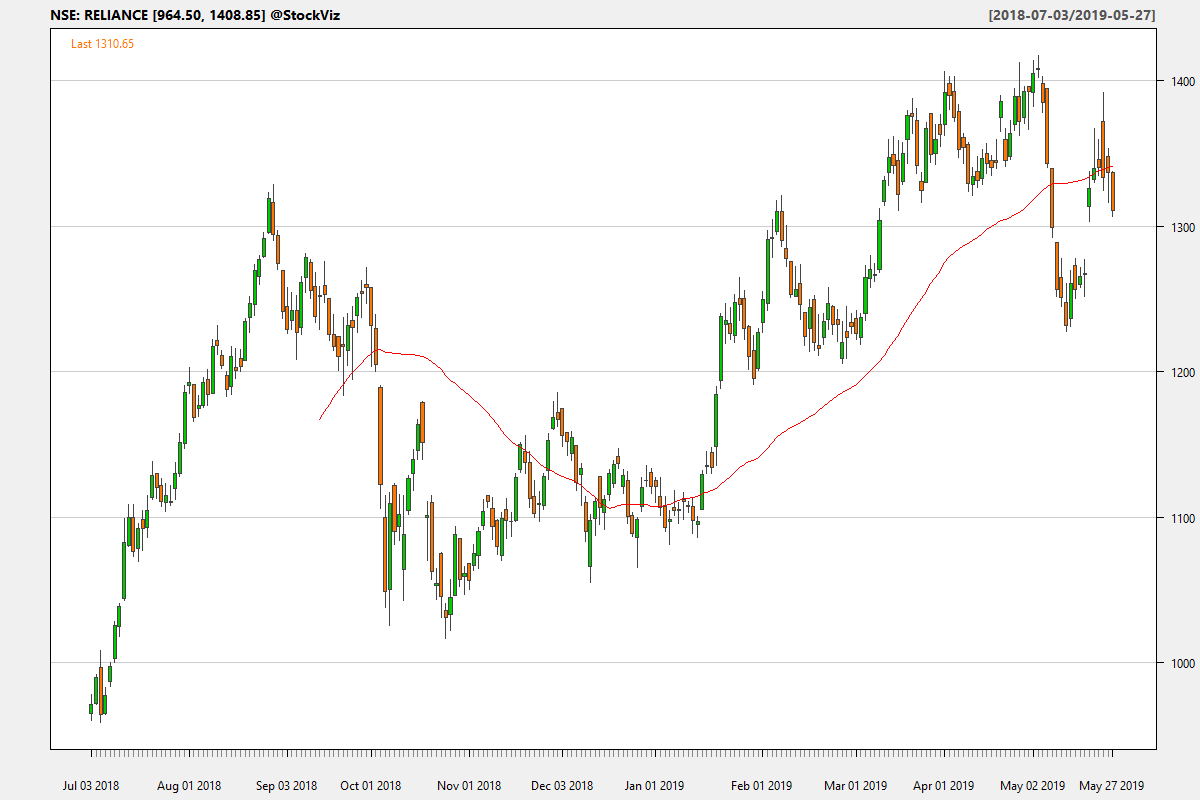 NSE: RELIANCE [964.50, 1408.85] @StockViz
[2018-07-03/2019-05-27]
Last 1310.65
1400
1300
1200
1100
1000
Jul 03 2018
Aug 01 2018
Sep 03 2018
Oct 01 2018
Nov 01 2018
Dec 03 2018
Jan 01 2019
Feb 01 2019
Mar 01 2019
Apr 01 2019
May 02 2019
May 27 2019